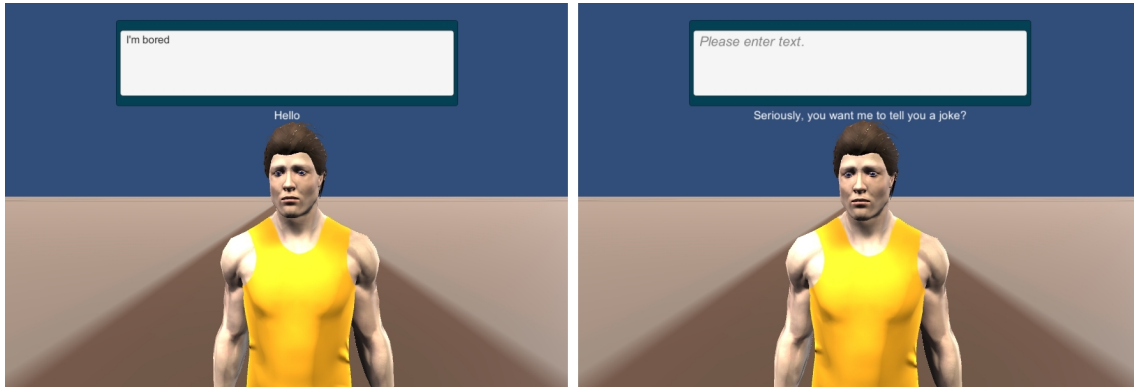 I'm bored
Hello
Please enter text.
Seriously, you want me to tell you a joke?